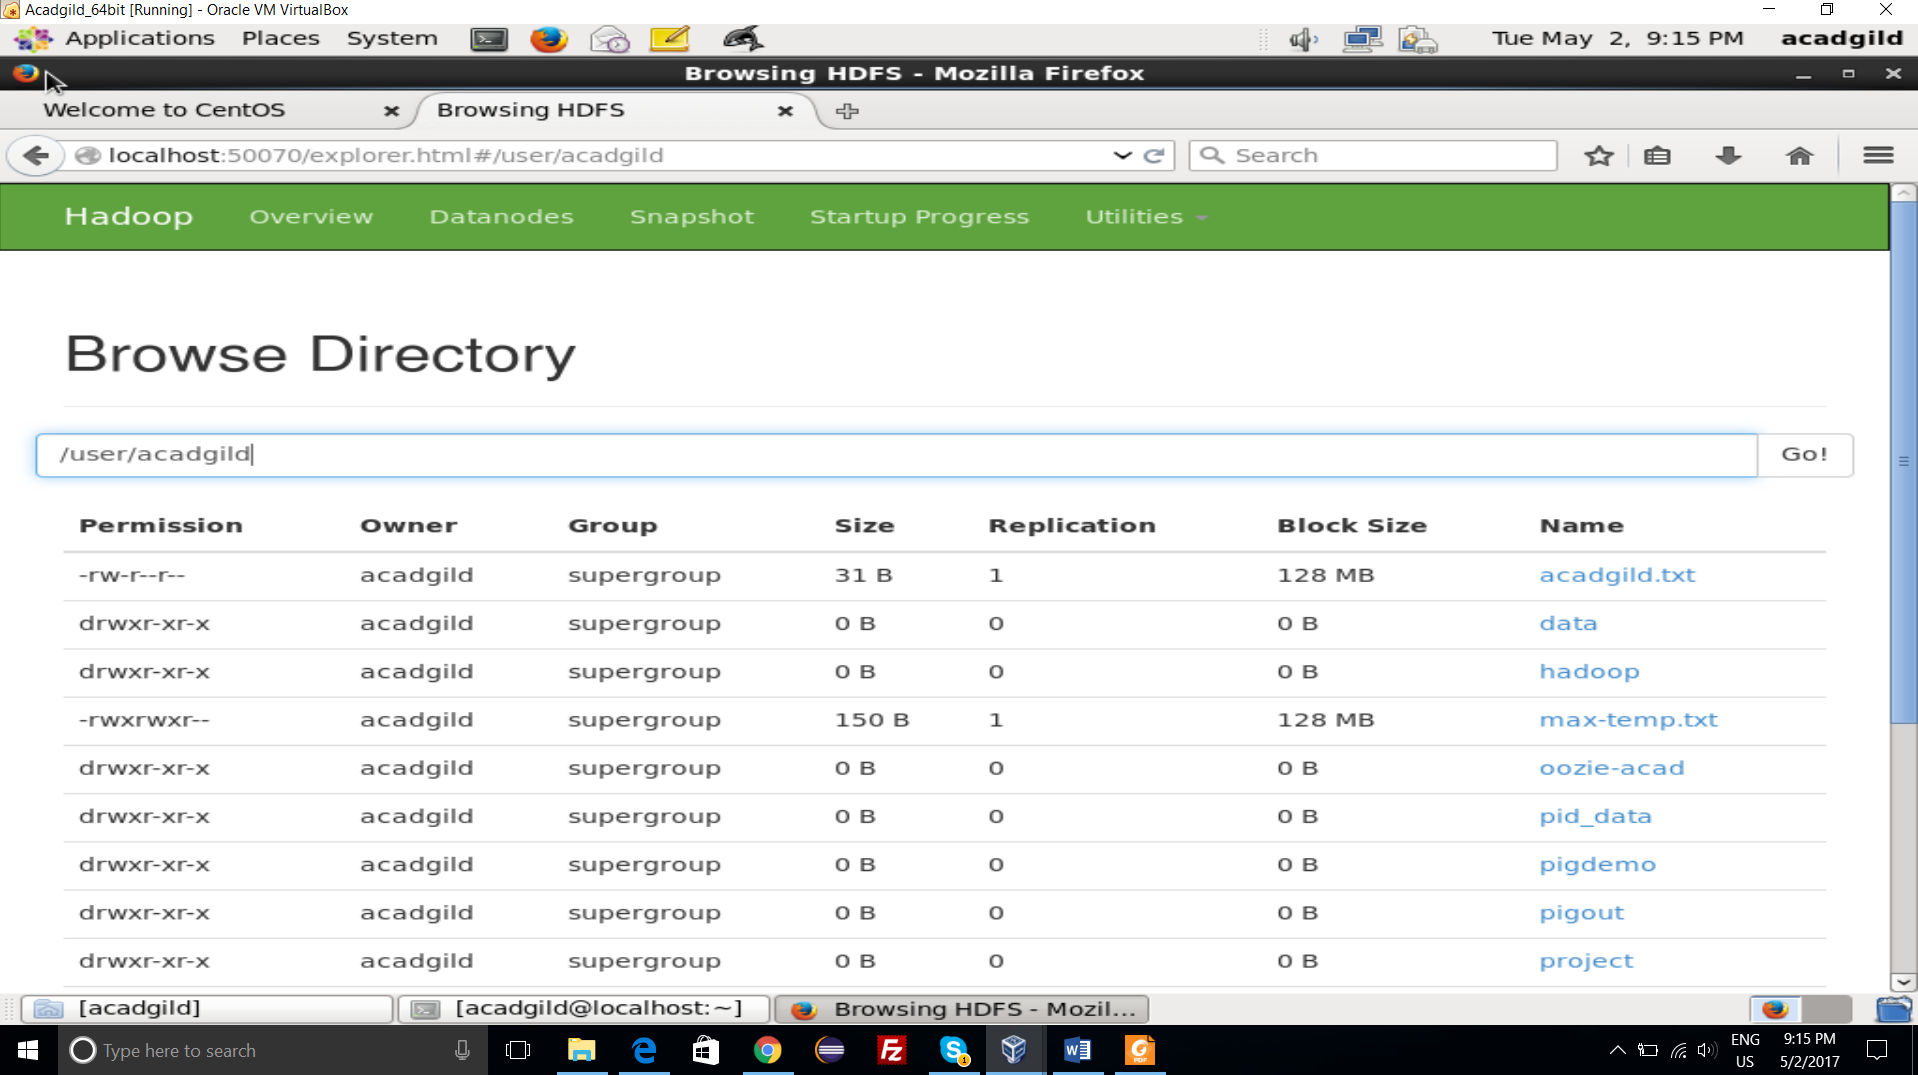 Acadgild_64bit [Running] - Oracle VM VirtualBox
Applications Places System Tue May 2, 9:15 PM acadgild
Browsing HDFS - Mozilla Firefox
Welcome to CentOS Browsing HDFS
localhost:50070/explorer.html#/user/acadgild Search
Hadoop Overview Datanodes Snapshot Startup Progress Utilities
Browse Directory
/user/acadgild Go!
Permission Owner Group Size Replication Block Size Name
-rw-r--r-- acadgild supergroup 31 B 1 128 MB acadgild.txt
drwxr-xr-x acadgild supergroup 0 B 0 0 B data
drwxr-xr-x acadgild supergroup 0 B 0 0 B hadoop
-rwxrwxr-- acadgild supergroup 150 B 1 128 MB max-temp.txt
drwxr-xr-x acadgild supergroup 0 B 0 0 B oozie-acad
drwxr-xr-x acadgild supergroup 0 B 0 0 B pid_data
drwxr-xr-x acadgild supergroup 0 B 0 0 B pigdemo
drwxr-xr-x acadgild supergroup 0 B 0 0 B pigout
drwxr-xr-x acadgild supergroup 0 B 0 0 B project
[acadgild] [acadgild@localhost:~] Browsing HDFS - Mozil...
Type here to search ENG 9:15 PM
US 5/2/2017